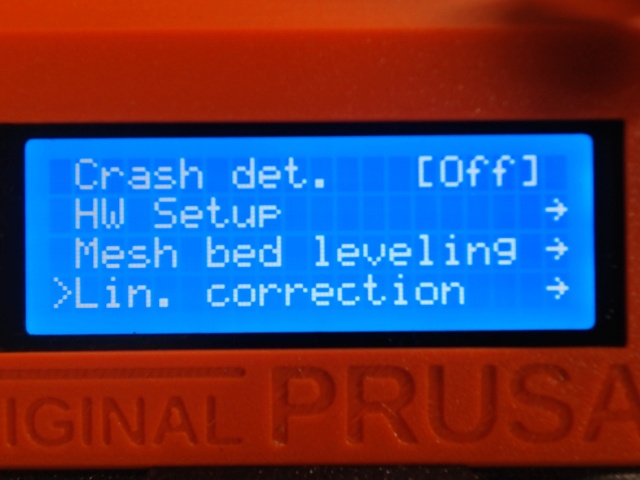 Crash det. [Off]
HW Setup →
Mesh bed leveling →
>Lin. correction →
IGINAL PRUSA